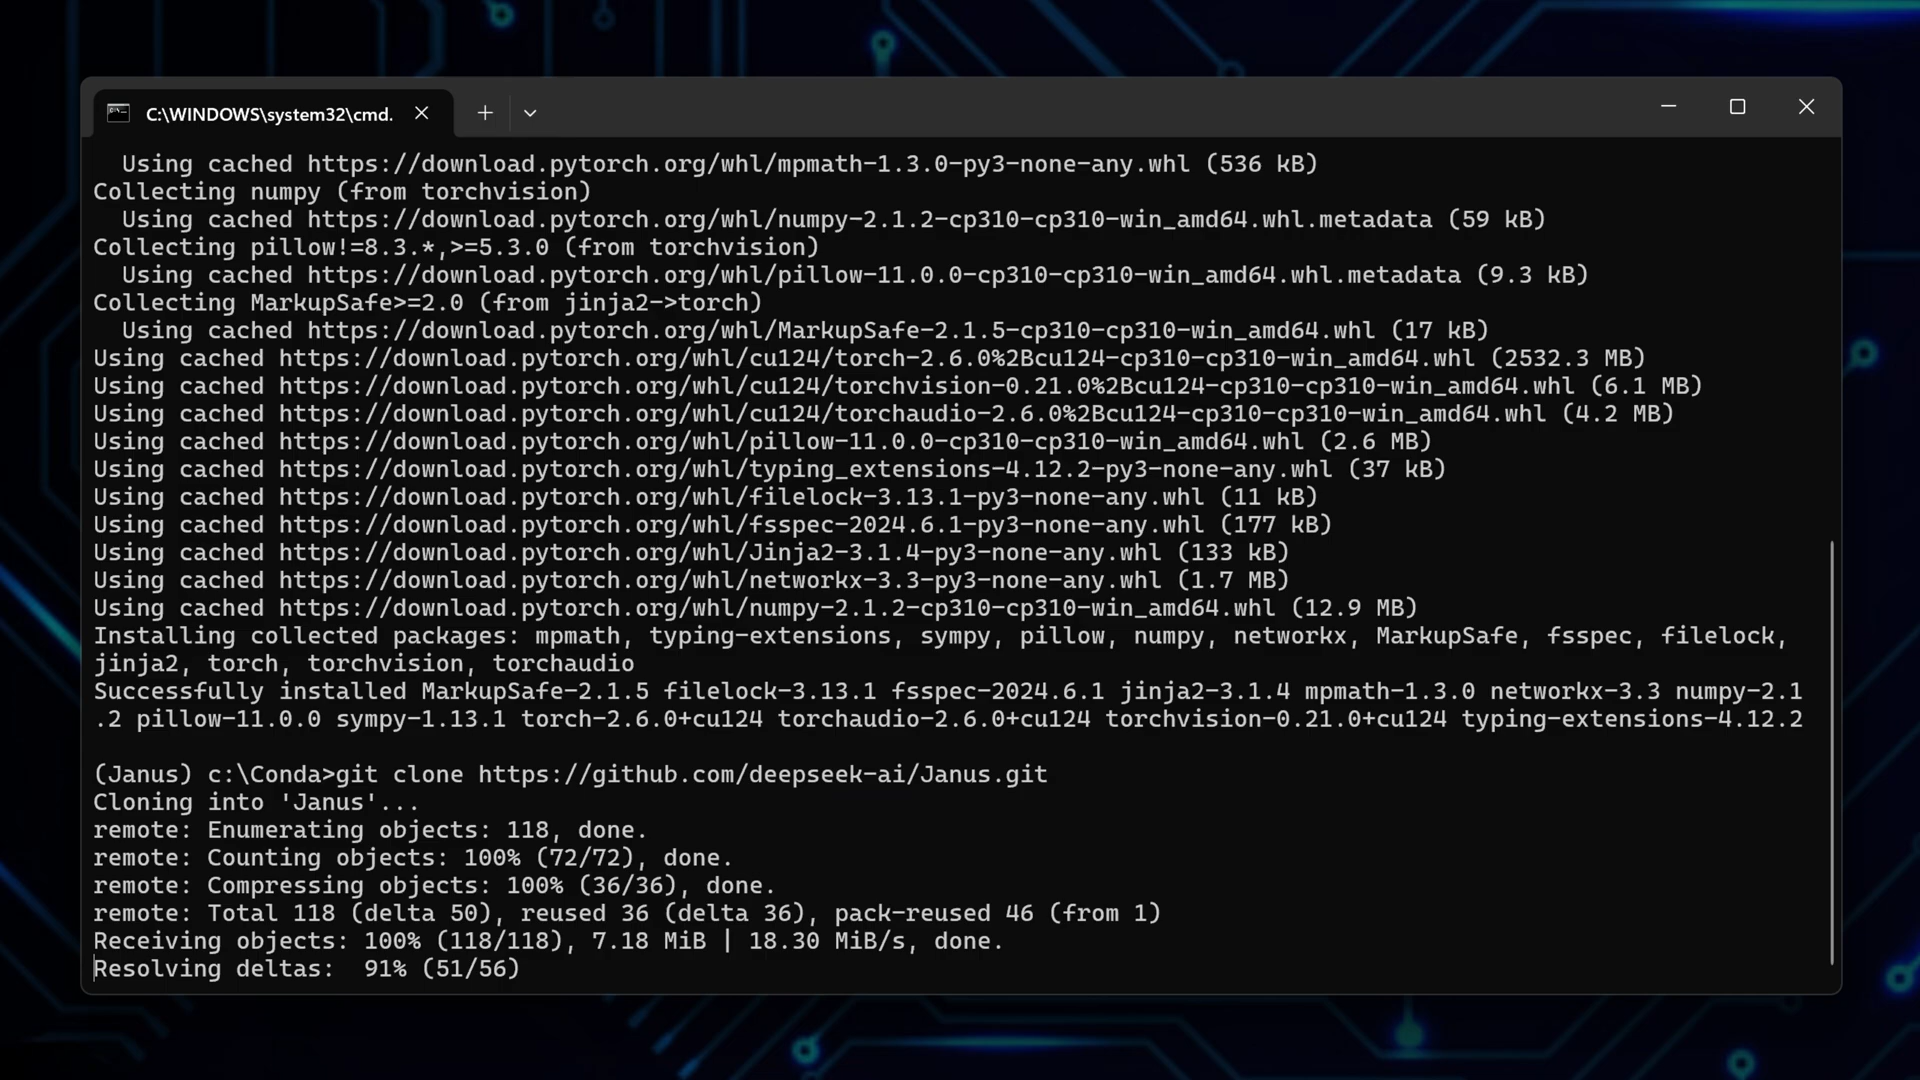 C:\WINDOWS\system32\cmd.
Using cached https://download.pytorch.org/whl/mpmath-1.3.0-py3-none-any.whl (536 kB)
Collecting numpy (from torchvision)
Using cached https://download.pytorch.org/whl/numpy-2.1.2-cp310-cp310-win_amd64.whl.metadata (59 kB)
Collecting pillow!=8.3.*,>=5.3.0 (from torchvision)
Using cached https://download.pytorch.org/whl/pillow-11.0.0-cp310-cp310-win_amd64.whl.metadata (9.3 kB)
Collecting MarkupSafe>=2.0 (from jinja2->torch)
Using cached https://download.pytorch.org/whl/MarkupSafe-2.1.5-cp310-cp310-win_amd64.whl (17 kB)
Using cached https://download.pytorch.org/whl/cu124/torch-2.6.0%2Bcu124-cp310-cp310-win_amd64.whl (2532.3 MB)
Using cached https://download.pytorch.org/whl/cu124/torchvision-0.21.0%2Bcu124-cp310-cp310-win_amd64.whl (6.1 MB)
Using cached https://download.pytorch.org/whl/cu124/torchaudio-2.6.0%2Bcu124-cp310-cp310-win_amd64.whl (4.2 MB)
Using cached https://download.pytorch.org/whl/pillow-11.0.0-cp310-cp310-win_amd64.whl (2.6 MB)
Using cached https://download.pytorch.org/whl/typing_extensions-4.12.2-py3-none-any.whl (37 kB)
Using cached https://download.pytorch.org/whl/filelock-3.13.1-py3-none-any.whl (11 kB)
Using cached https://download.pytorch.org/whl/fsspec-2024.6.1-py3-none-any.whl (177 kB)
Using cached https://download.pytorch.org/whl/Jinja2-3.1.4-py3-none-any.whl (133 kB)
Using cached https://download.pytorch.org/whl/networkx-3.3-py3-none-any.whl (1.7 MB)
Using cached https://download.pytorch.org/whl/numpy-2.1.2-cp310-cp310-win_amd64.whl (12.9 MB)
Installing collected packages: mpmath, typing-extensions, sympy, pillow, numpy, networkx, MarkupSafe, fsspec, filelock,
jinja2, torch, torchvision, torchaudio
Successfully installed MarkupSafe-2.1.5 filelock-3.13.1 fsspec-2024.6.1 jinja2-3.1.4 mpmath-1.3.0 networkx-3.3 numpy-2.1
.2 pillow-11.0.0 sympy-1.13.1 torch-2.6.0+cu124 torchaudio-2.6.0+cu124 torchvision-0.21.0+cu124 typing-extensions-4.12.2
(Janus) c:\Conda>git clone https://github.com/deepseek-ai/Janus.git
Cloning into 'Janus'...
remote: Enumerating objects: 118, done.
remote: Counting objects: 100% (72/72), done.
remote: Compressing objects: 100% (36/36), done.
remote: Total 118 (delta 50), reused 36 (delta 36), pack-reused 46 (from 1)
Receiving objects: 100% (118/118), 7.18 MiB | 18.30 MiB/s, done.
Resolving deltas:  91% (51/56)